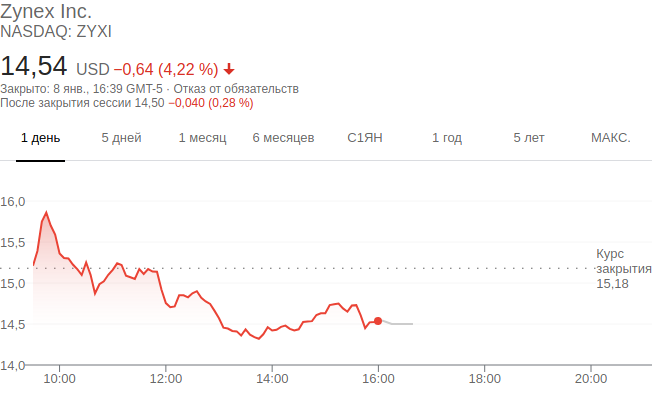 Zynex Inc.
NASDAQ: ZYXI
14,54 USD −0,64 (4,22 %)
Закрыто: 8 янв., 16:39 GMT-5 · Отказ от обязательств
После закрытия сессии 14,50 −0,040 (0,28 %)
1 день 5 дней 1 месяц 6 месяцев С1ЯН 1 год 5 лет МАКС.
16,0
15,5
Курс
закрытия
15,18
15,0
14,5
14,0
10:00 12:00 14:00 16:00 18:00 20:00